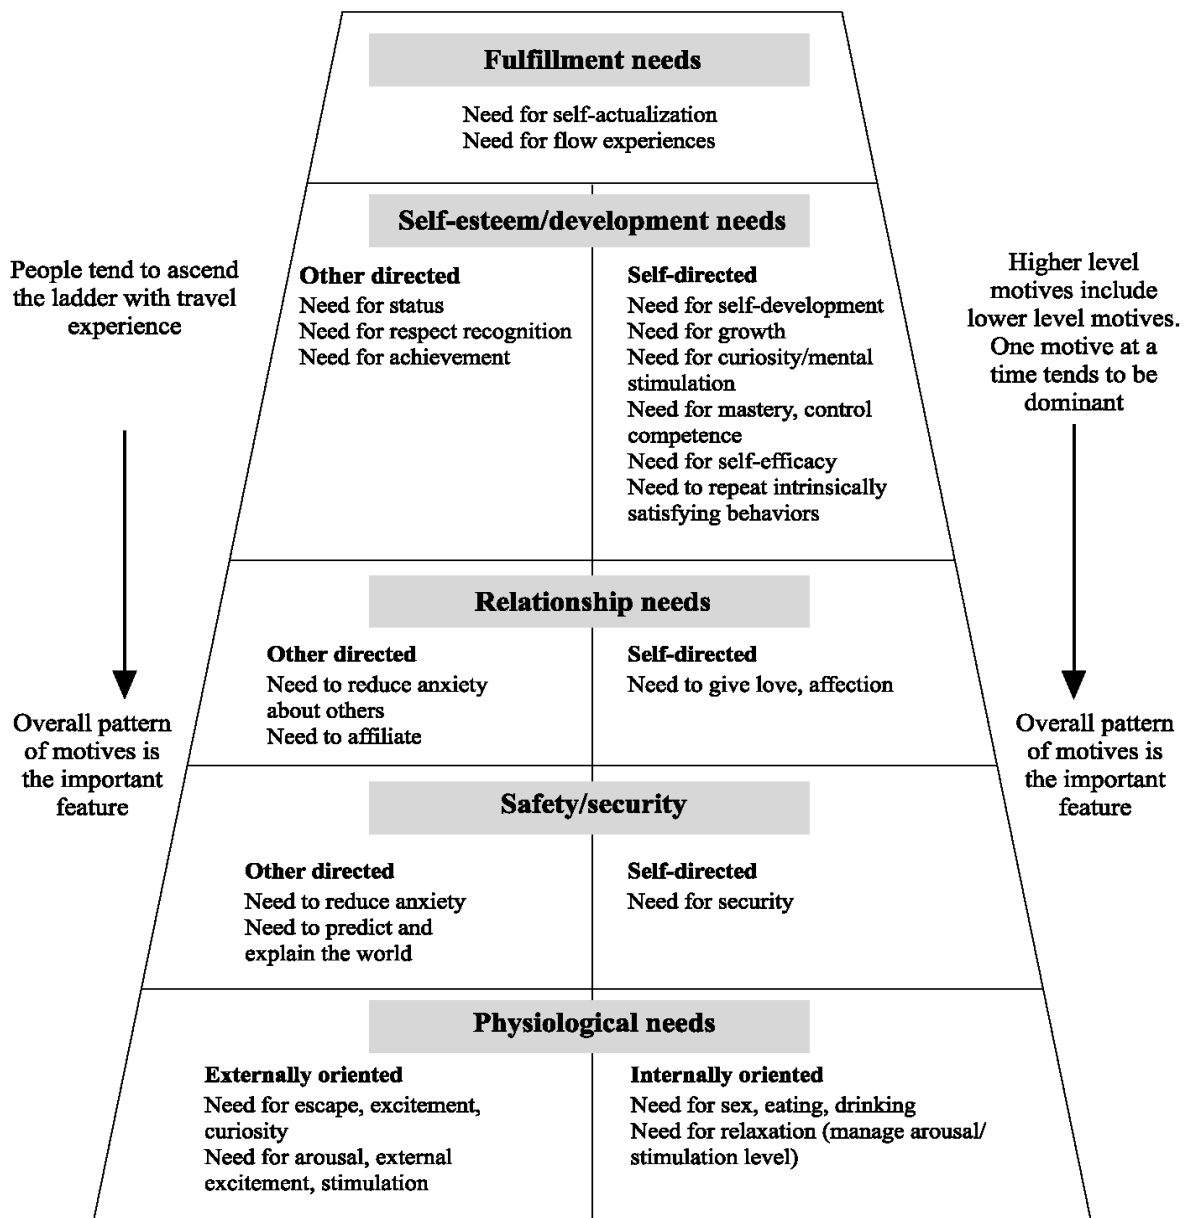 Fulfillment needs
Need for self-actualization
Need for flow experiences
Self-esteem/development needs
People tend to ascend
the ladder with travel
experience
Other directed
Need for status
Need for respect recognition
Need for achievement
Self-directed
Need for self-development
Need for growth
Need for curiosity/mental
stimulation
Need for mastery, control
competence
Need for self-efficacy
Need to repeat intrinsically
satisfying behaviors
Higher level
motives include
lower level motives.
One motive at a
time tends to be
dominant
Relationship needs
Other directed
Need to reduce anxiety
about others
Need to affiliate
Self-directed
Need to give love, affection
Overall pattern
of motives is
the important
feature
Overall pattern
of motives is
the important
feature
Safety/security
Other directed
Need to reduce anxiety
Need to predict and
explain the world
Self-directed
Need for security
Physiological needs
Externally oriented
Need for escape, excitement,
curiosity
Need for arousal, external
excitement, stimulation
Internally oriented
Need for sex, eating, drinking
Need for relaxation (manage arousal/
stimulation level)